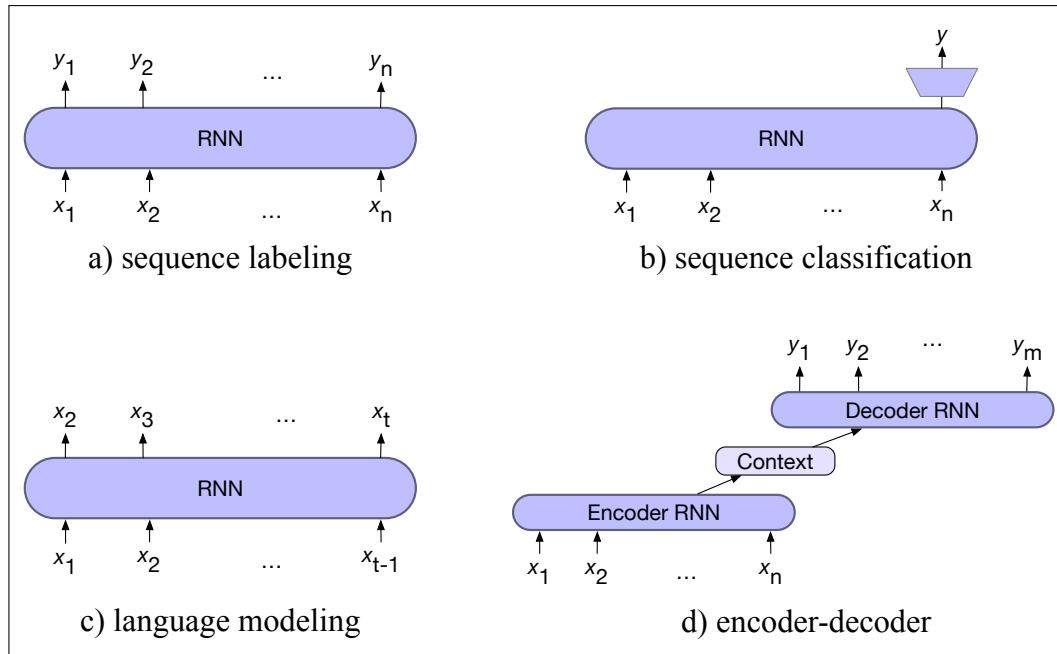 y1 y2 ... yn
RNN
x1 x2 ... xn
a) sequence labeling
y
RNN
x1 x2 ... xn
b) sequence classification
x2 x3 ... xt
RNN
x1 x2 ... xt-1
c) language modeling
y1 y2 ... ym
Decoder RNN
Context
Encoder RNN
x1 x2 ... xn
d) encoder-decoder